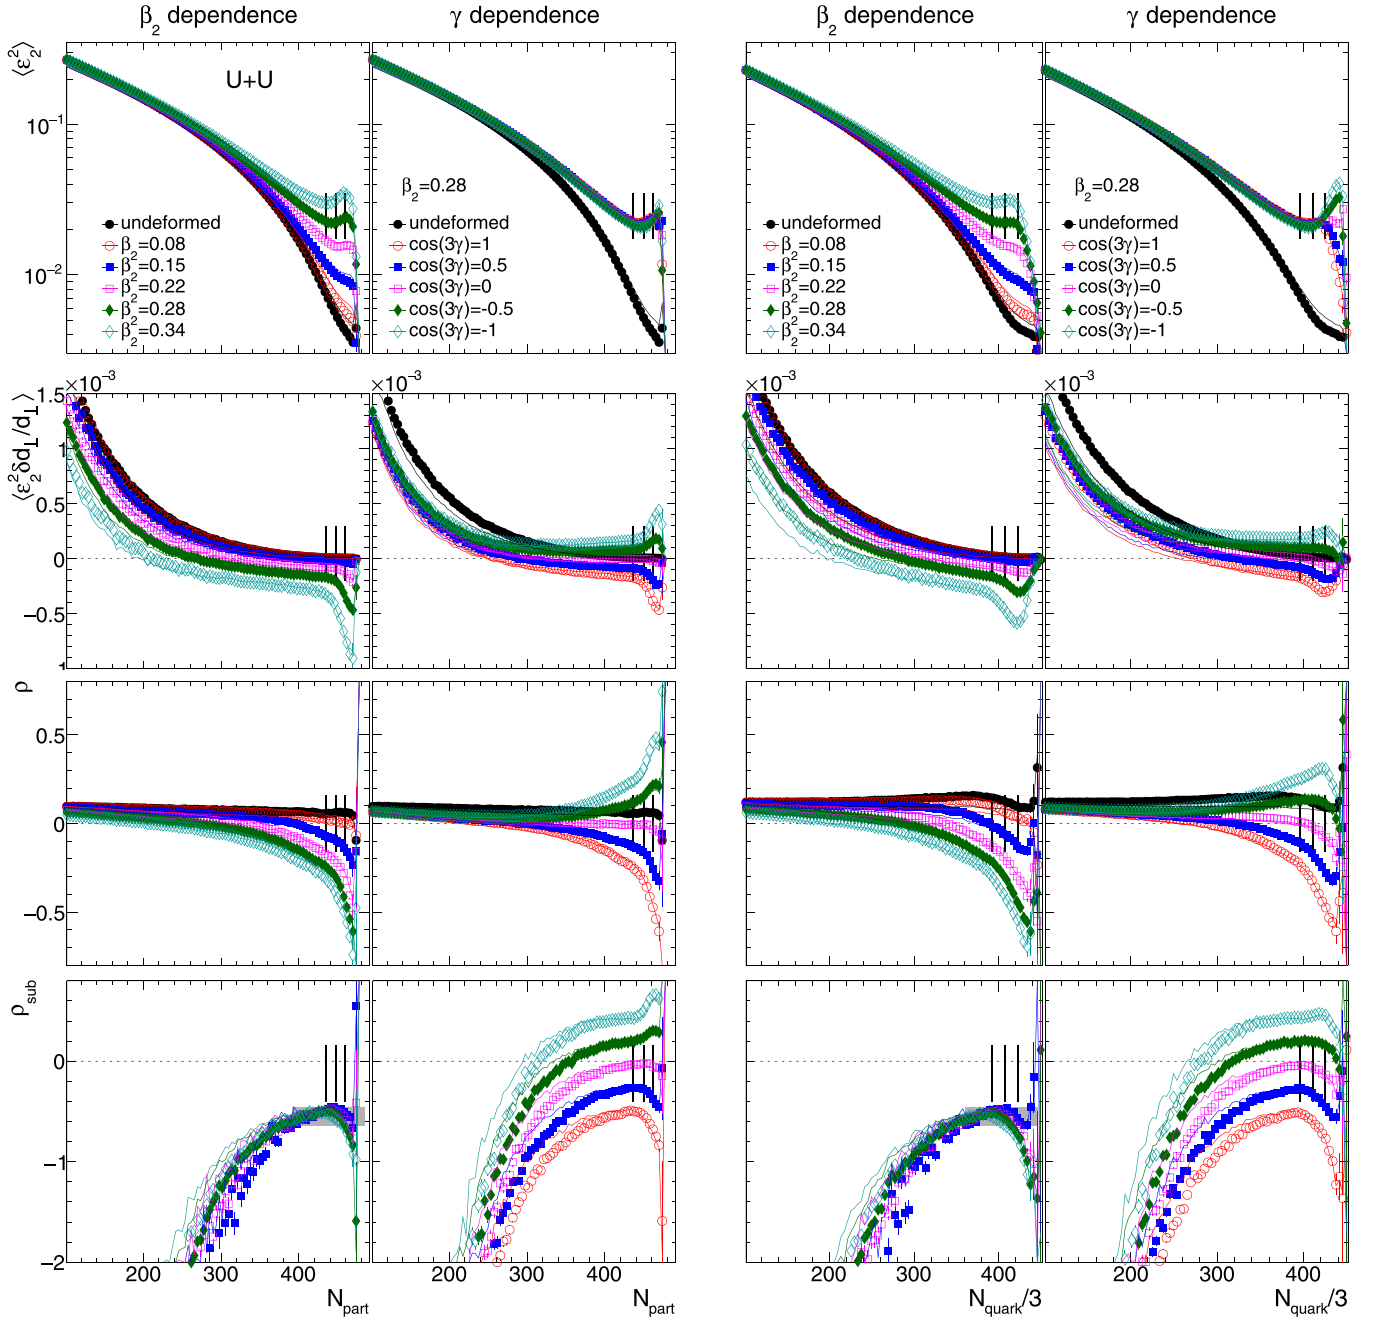 β₂ dependence
γ dependence
β₂ dependence
γ dependence
⟨ε₂²⟩
U+U
10⁻¹
10⁻²
undeformed
β₂=0.08
β₂=0.15
β₂=0.22
β₂=0.28
β₂=0.34
β₂=0.28
undeformed
cos(3γ)=1
cos(3γ)=0.5
cos(3γ)=0
cos(3γ)=-0.5
cos(3γ)=-1
undeformed
β₂=0.08
β₂=0.15
β₂=0.22
β₂=0.28
β₂=0.34
β₂=0.28
undeformed
cos(3γ)=1
cos(3γ)=0.5
cos(3γ)=0
cos(3γ)=-0.5
cos(3γ)=-1
×10⁻³
×10⁻³
×10⁻³
×10⁻³
⟨ε₂²δd⊥/d⊥⟩
1.5
1
0.5
0
−0.5
ρ
0.5
0
−0.5
ρsub
0
−1
−2
200 400
200 400
200 300 400
200 300 400
Npart
Npart
Nquark/3
Nquark/3